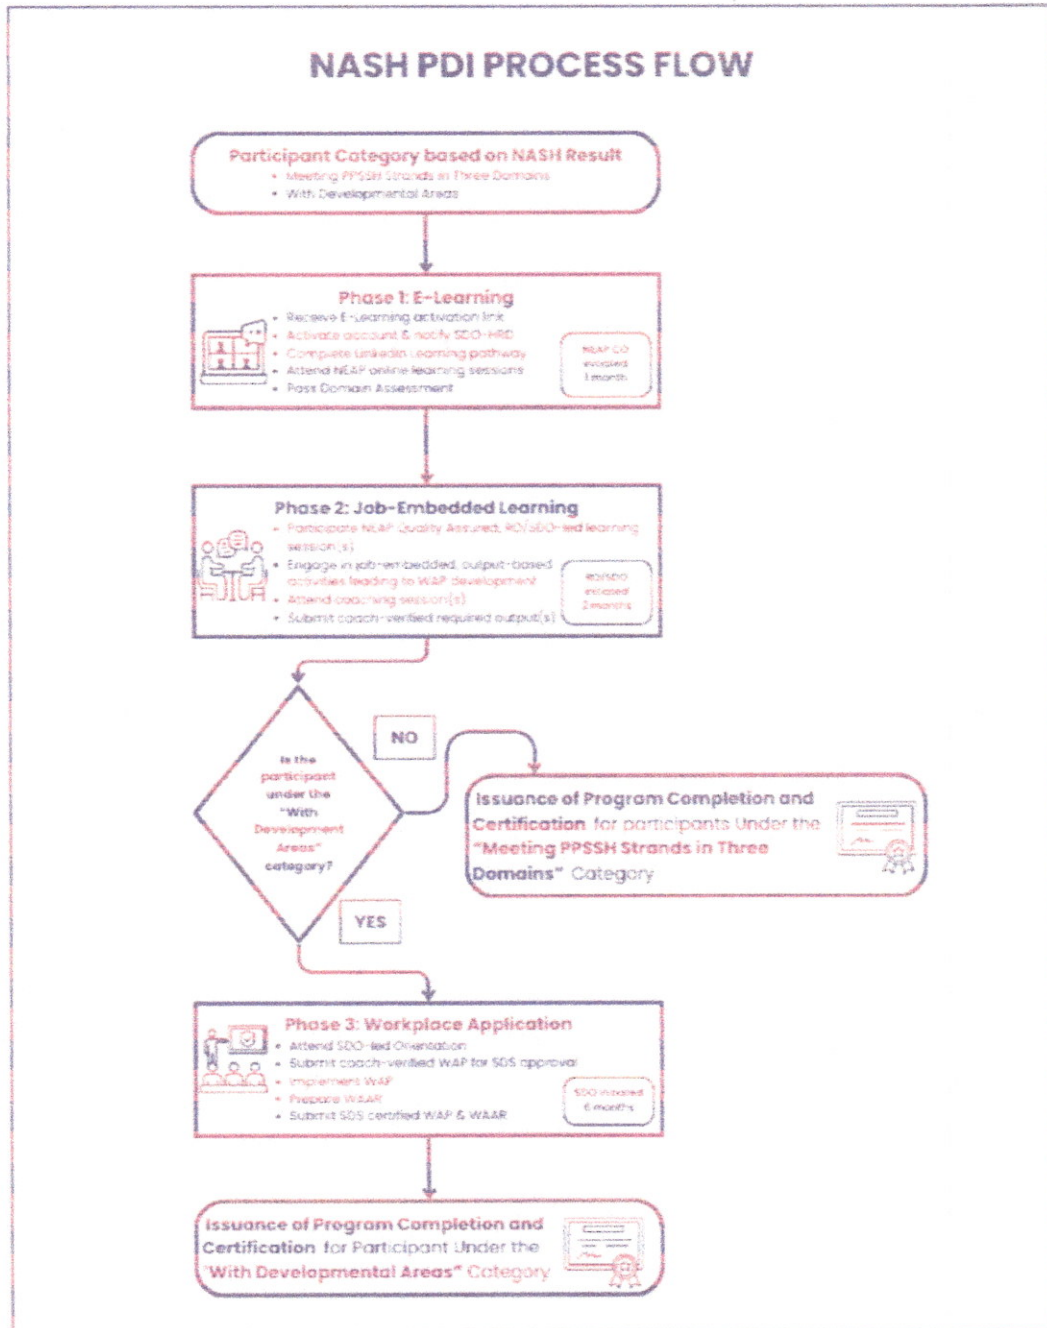 NASH PDI PROCESS FLOW
Participant Category based on NASH Result
• Meeting PPSSH Strands in Three Domains
• With Developmental Areas
Phase 1: E-Learning
• Receive E-Learning activation link
• Activate account & notify SDO-HRD
• Complete LinkedIn Learning pathway
• Attend NEAP online learning sessions
• Pass Domain Assessment
NEAP CO
initiated
1 month
Phase 2: Job-Embedded Learning
• Participate NEAP Quality Assured, RO/SDO-led learning
session(s)
• Engage in job-embedded, output-based
activities leading to WAP development
• Attend coaching session(s)
• Submit coach-verified required output(s)
RO/SDO
initiated
2 months
Is the
participant
under the
"With
Development
Areas"
category?
NO
Issuance of Program Completion and
Certification for participants Under the
"Meeting PPSSH Strands in Three
Domains" Category
YES
Phase 3: Workplace Application
• Attend SDO-led Orientation
• Submit coach-verified WAP for SDS approval
• Implement WAP
• Prepare WAAR
• Submit SDS certified WAP & WAAR
SDO initiated
6 months
Issuance of Program Completion and
Certification for Participant Under the
"With Developmental Areas" Category